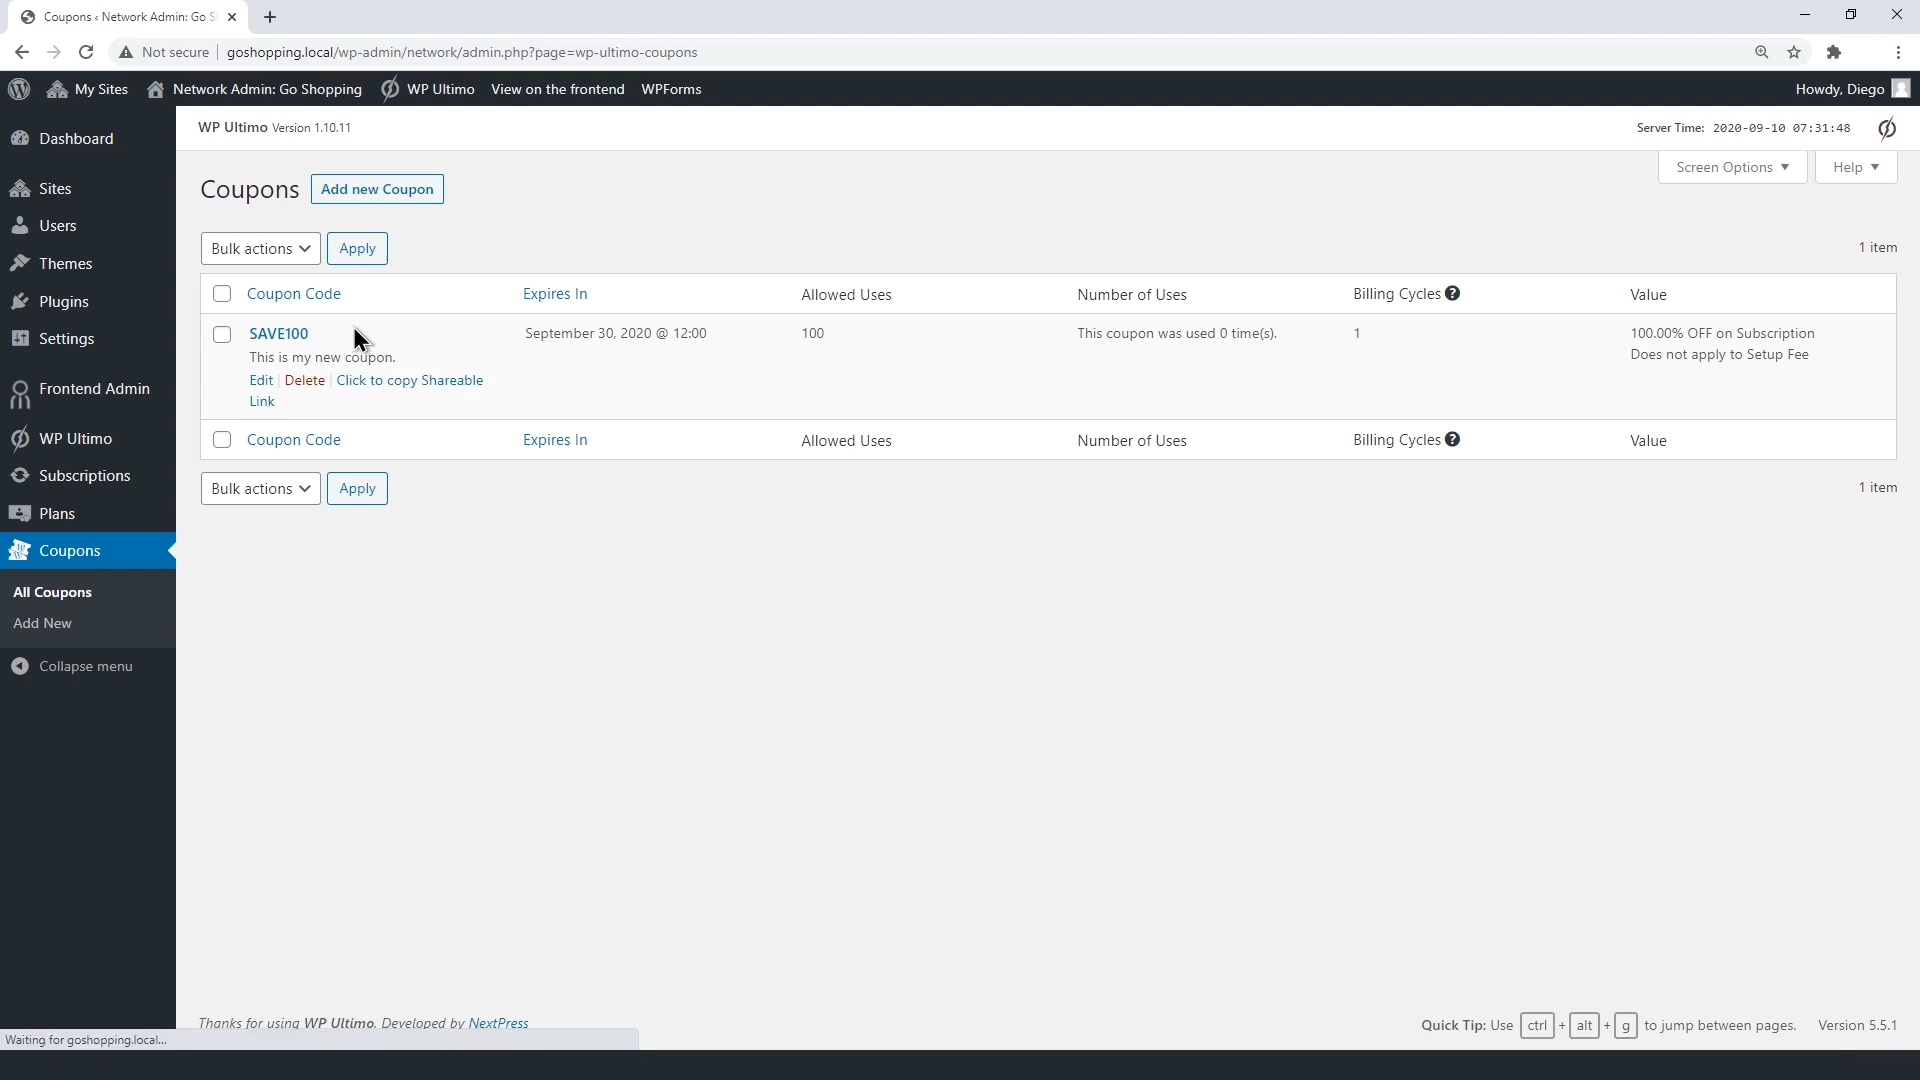 Coupons ‹ Network Admin: Go S
Not secure
goshopping.local/wp-admin/network/admin.php?page=wp-ultimo-coupons
My Sites
Network Admin: Go Shopping
WP Ultimo
View on the frontend
WPForms
Howdy, Diego
WP Ultimo Version 1.10.11
Server Time: 2020-09-10 07:31:48
Screen Options
Help
Dashboard
Sites
Users
Themes
Plugins
Settings
Frontend Admin
WP Ultimo
Subscriptions
Plans
Coupons
All Coupons
Add New
Collapse menu
Coupons
Add new Coupon
Bulk actions
Apply
1 item
Coupon Code
Expires In
Allowed Uses
Number of Uses
Billing Cycles ?
Value
SAVE100
This is my new coupon.
Edit | Delete | Click to copy Shareable
Link
September 30, 2020 @ 12:00
100
This coupon was used 0 time(s).
1
100.00% OFF on Subscription
Does not apply to Setup Fee
Coupon Code
Expires In
Allowed Uses
Number of Uses
Billing Cycles ?
Value
Bulk actions
Apply
1 item
Thanks for using WP Ultimo. Developed by NextPress
Quick Tip: Use ctrl + alt + g to jump between pages.
Version 5.5.1
Waiting for goshopping.local...